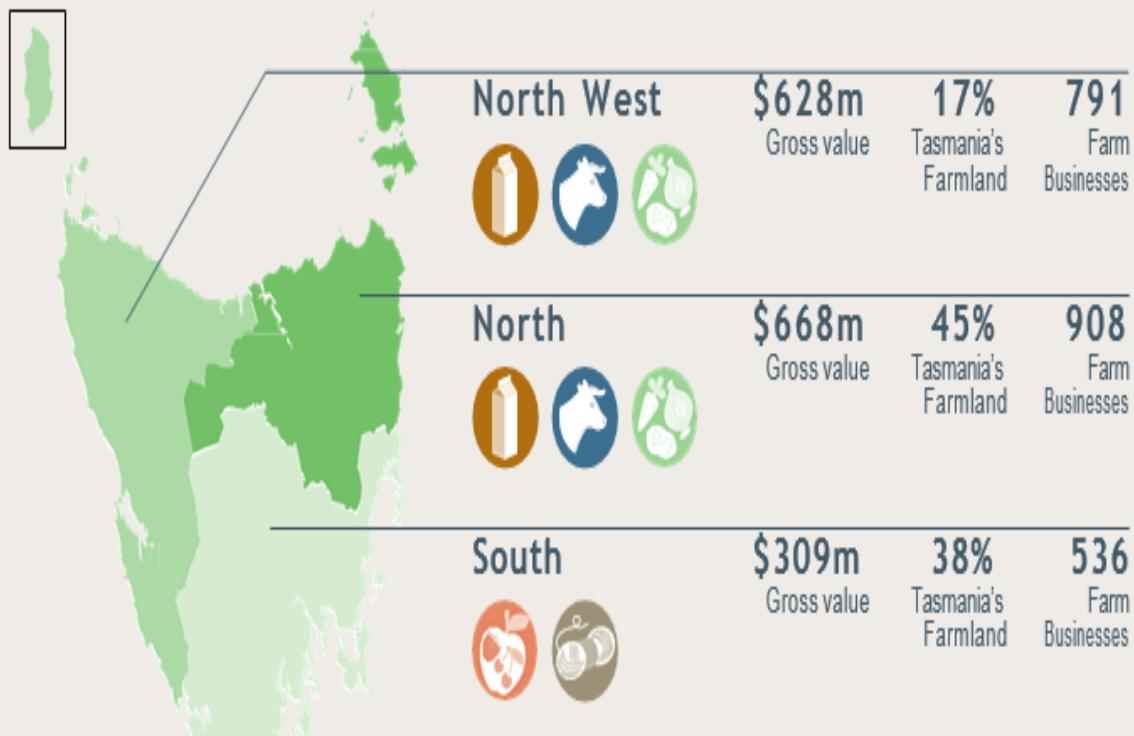 North West $628m 17% 791
Gross value Tasmania's Farm
Farmland Businesses
North $668m 45% 908
Gross value Tasmania's Farm
Farmland Businesses
South $309m 38% 536
Gross value Tasmania's Farm
Farmland Businesses